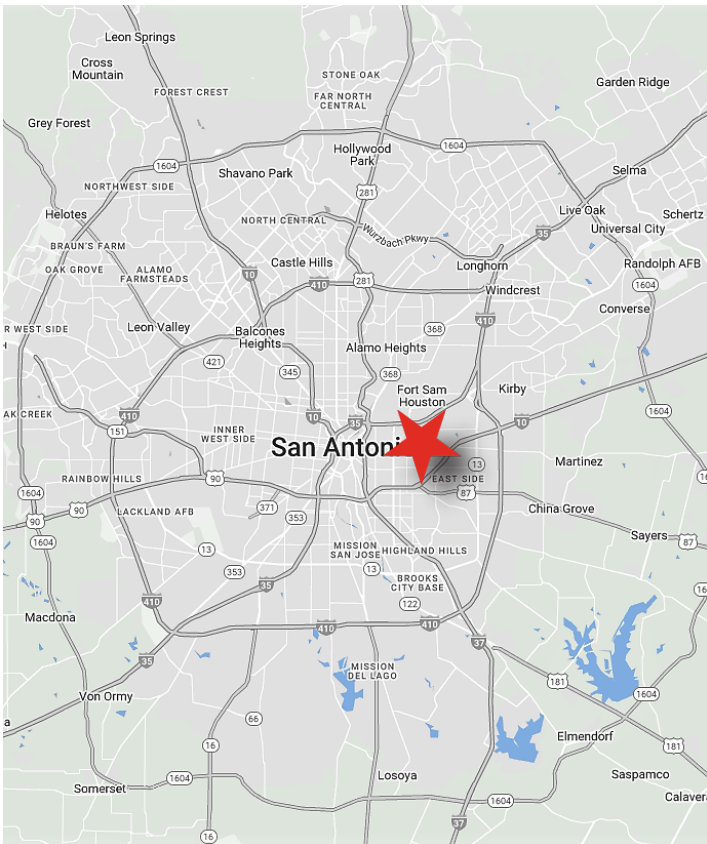 Leon Springs
Cross
Mountain
STONE OAK
FOREST CREST
FAR NORTH
CENTRAL
Garden Ridge
Grey Forest
1604
Hollywood
Park
1604
Shavano Park
Selma
NORTHWEST SIDE
281
Helotes
NORTH CENTRAL
Wurzbach Pkwy
35
Live Oak
Schertz
Universal City
BRAUN'S FARM
OAK GROVE
ALAMO
FARMSTEADS
10
Castle Hills
410
281
Longhorn
Randolph AFB
1604
Windcrest
Converse
R WEST SIDE
Leon Valley
Balcones
Heights
368
410
H
421
345
Alamo Heights
368
Fort Sam
Houston
Kirby
AK CREEK
410
151
10
35
10
1604
INNER
WEST SIDE
San Antoni
13
Martinez
RAINBOW HILLS
90
EAST SIDE
87
1604
90
90
LACKLAND AFB
371
353
China Grove
16
1604
13
353
MISSION
SAN JOSE
HIGHLAND HILLS
Sayers
87
13
BROOKS
CITY BASE
35
410
122
16
Macdona
410
410
37
35
MISSION
DEL LAGO
181
Von Ormy
1604
a
66
16
Elmendorf
181
Somerset
1604
Losoya
Saspamco
1604
Calavera
37
16